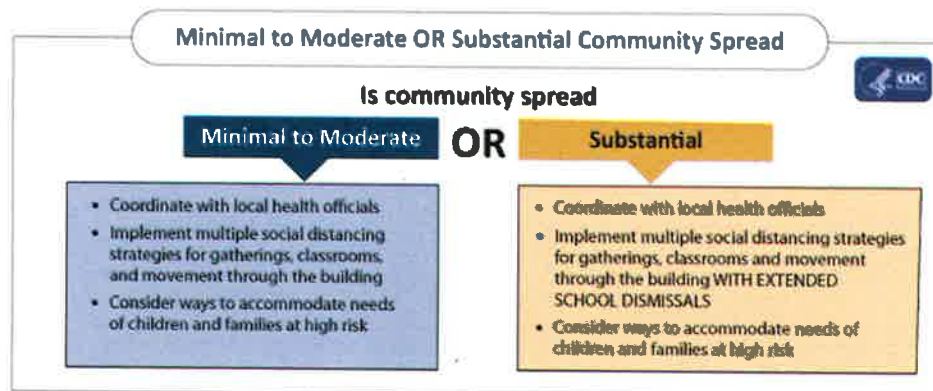 Minimal to Moderate OR Substantial Community Spread
CDC
Is community spread
Minimal to Moderate
OR
Substantial
• Coordinate with local health officials
• Implement multiple social distancing
strategies for gatherings, classrooms,
and movement through the building
• Consider ways to accommodate needs
of children and families at high risk
• Coordinate with local health officials
• Implement multiple social distancing strategies
for gatherings, classrooms and movement
through the building WITH EXTENDED
SCHOOL DISMISSALS
• Consider ways to accommodate needs of
children and families at high risk